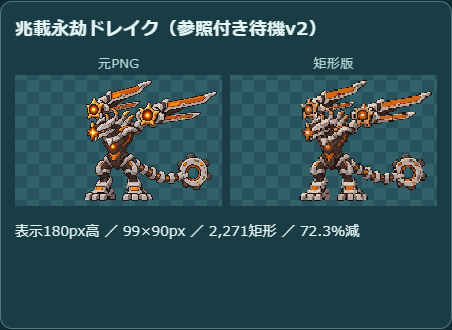 兆載永劫ドレイク（参照付き待機v2）
元PNG
矩形版
表示180px高 ／ 99×90px ／ 2,271矩形 ／ 72.3%減